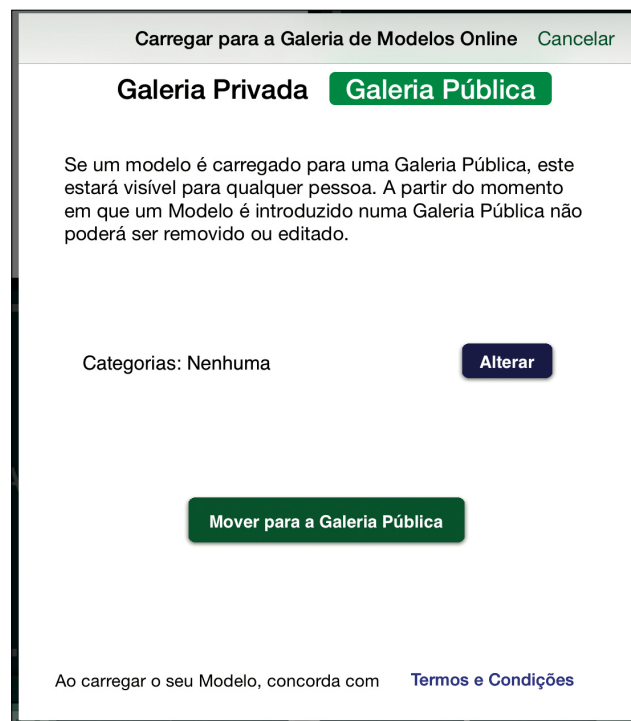 Carregar para a Galeria de Modelos Online Cancelar
Galeria Privada Galeria Pública
Se um modelo é carregado para uma Galeria Pública, este
estará visível para qualquer pessoa. A partir do momento
em que um Modelo é introduzido numa Galeria Pública não
poderá ser removido ou editado.
Categorias: Nenhuma Alterar
Mover para a Galeria Pública
Ao carregar o seu Modelo, concorda com Termos e Condições